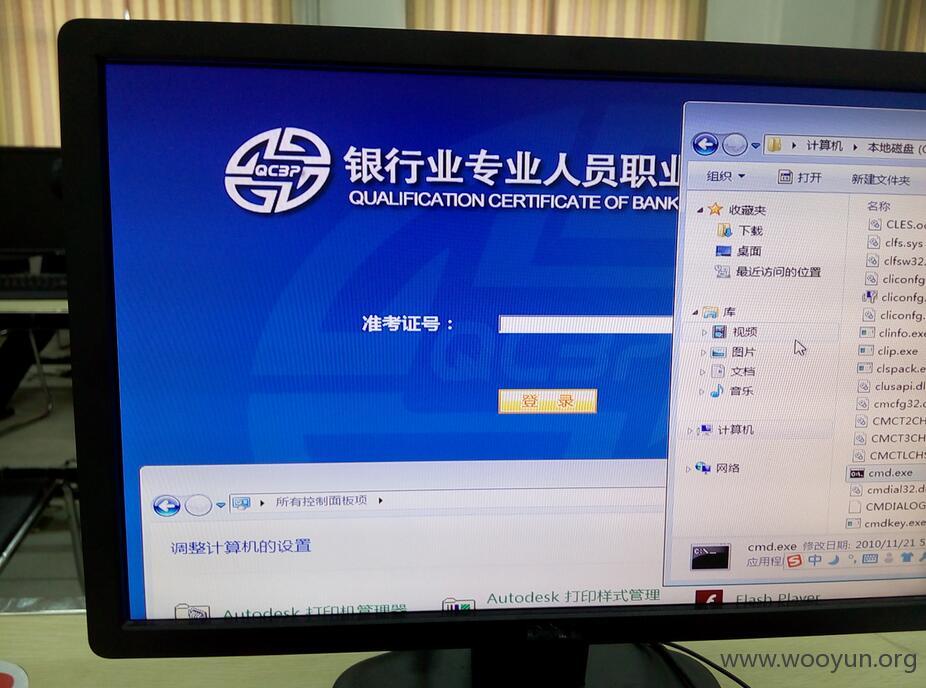 QCBP
银行业专业人员职业
QUALIFICATION CERTIFICATE OF BANK
准考证号：
登 录
计算机 本地磁盘 (C
组织 打开 新建文件夹
收藏夹
下载
桌面
最近访问的位置
库
视频
图片
文档
音乐
计算机
网络
名称
CLES.oc
clfs.sys
clfsw32.
cliconfg
cliconfg.
cliconfg.
clinfo.exe
clip.exe
clspack.e
clusapi.dl
cmcfg32.d
CMCT2CH
CMCT3CH
CMCTLCHS
cmd.exe
cmdial32.d
CMDIALOG
cmdkey.exe
cmd.exe 修改日期: 2010/11/21 5
应用程
中
所有控制面板项
调整计算机的设置
Autodesk 打印机管理器
Autodesk 打印样式管理
Flash Player
DELL
www.wooyun.org